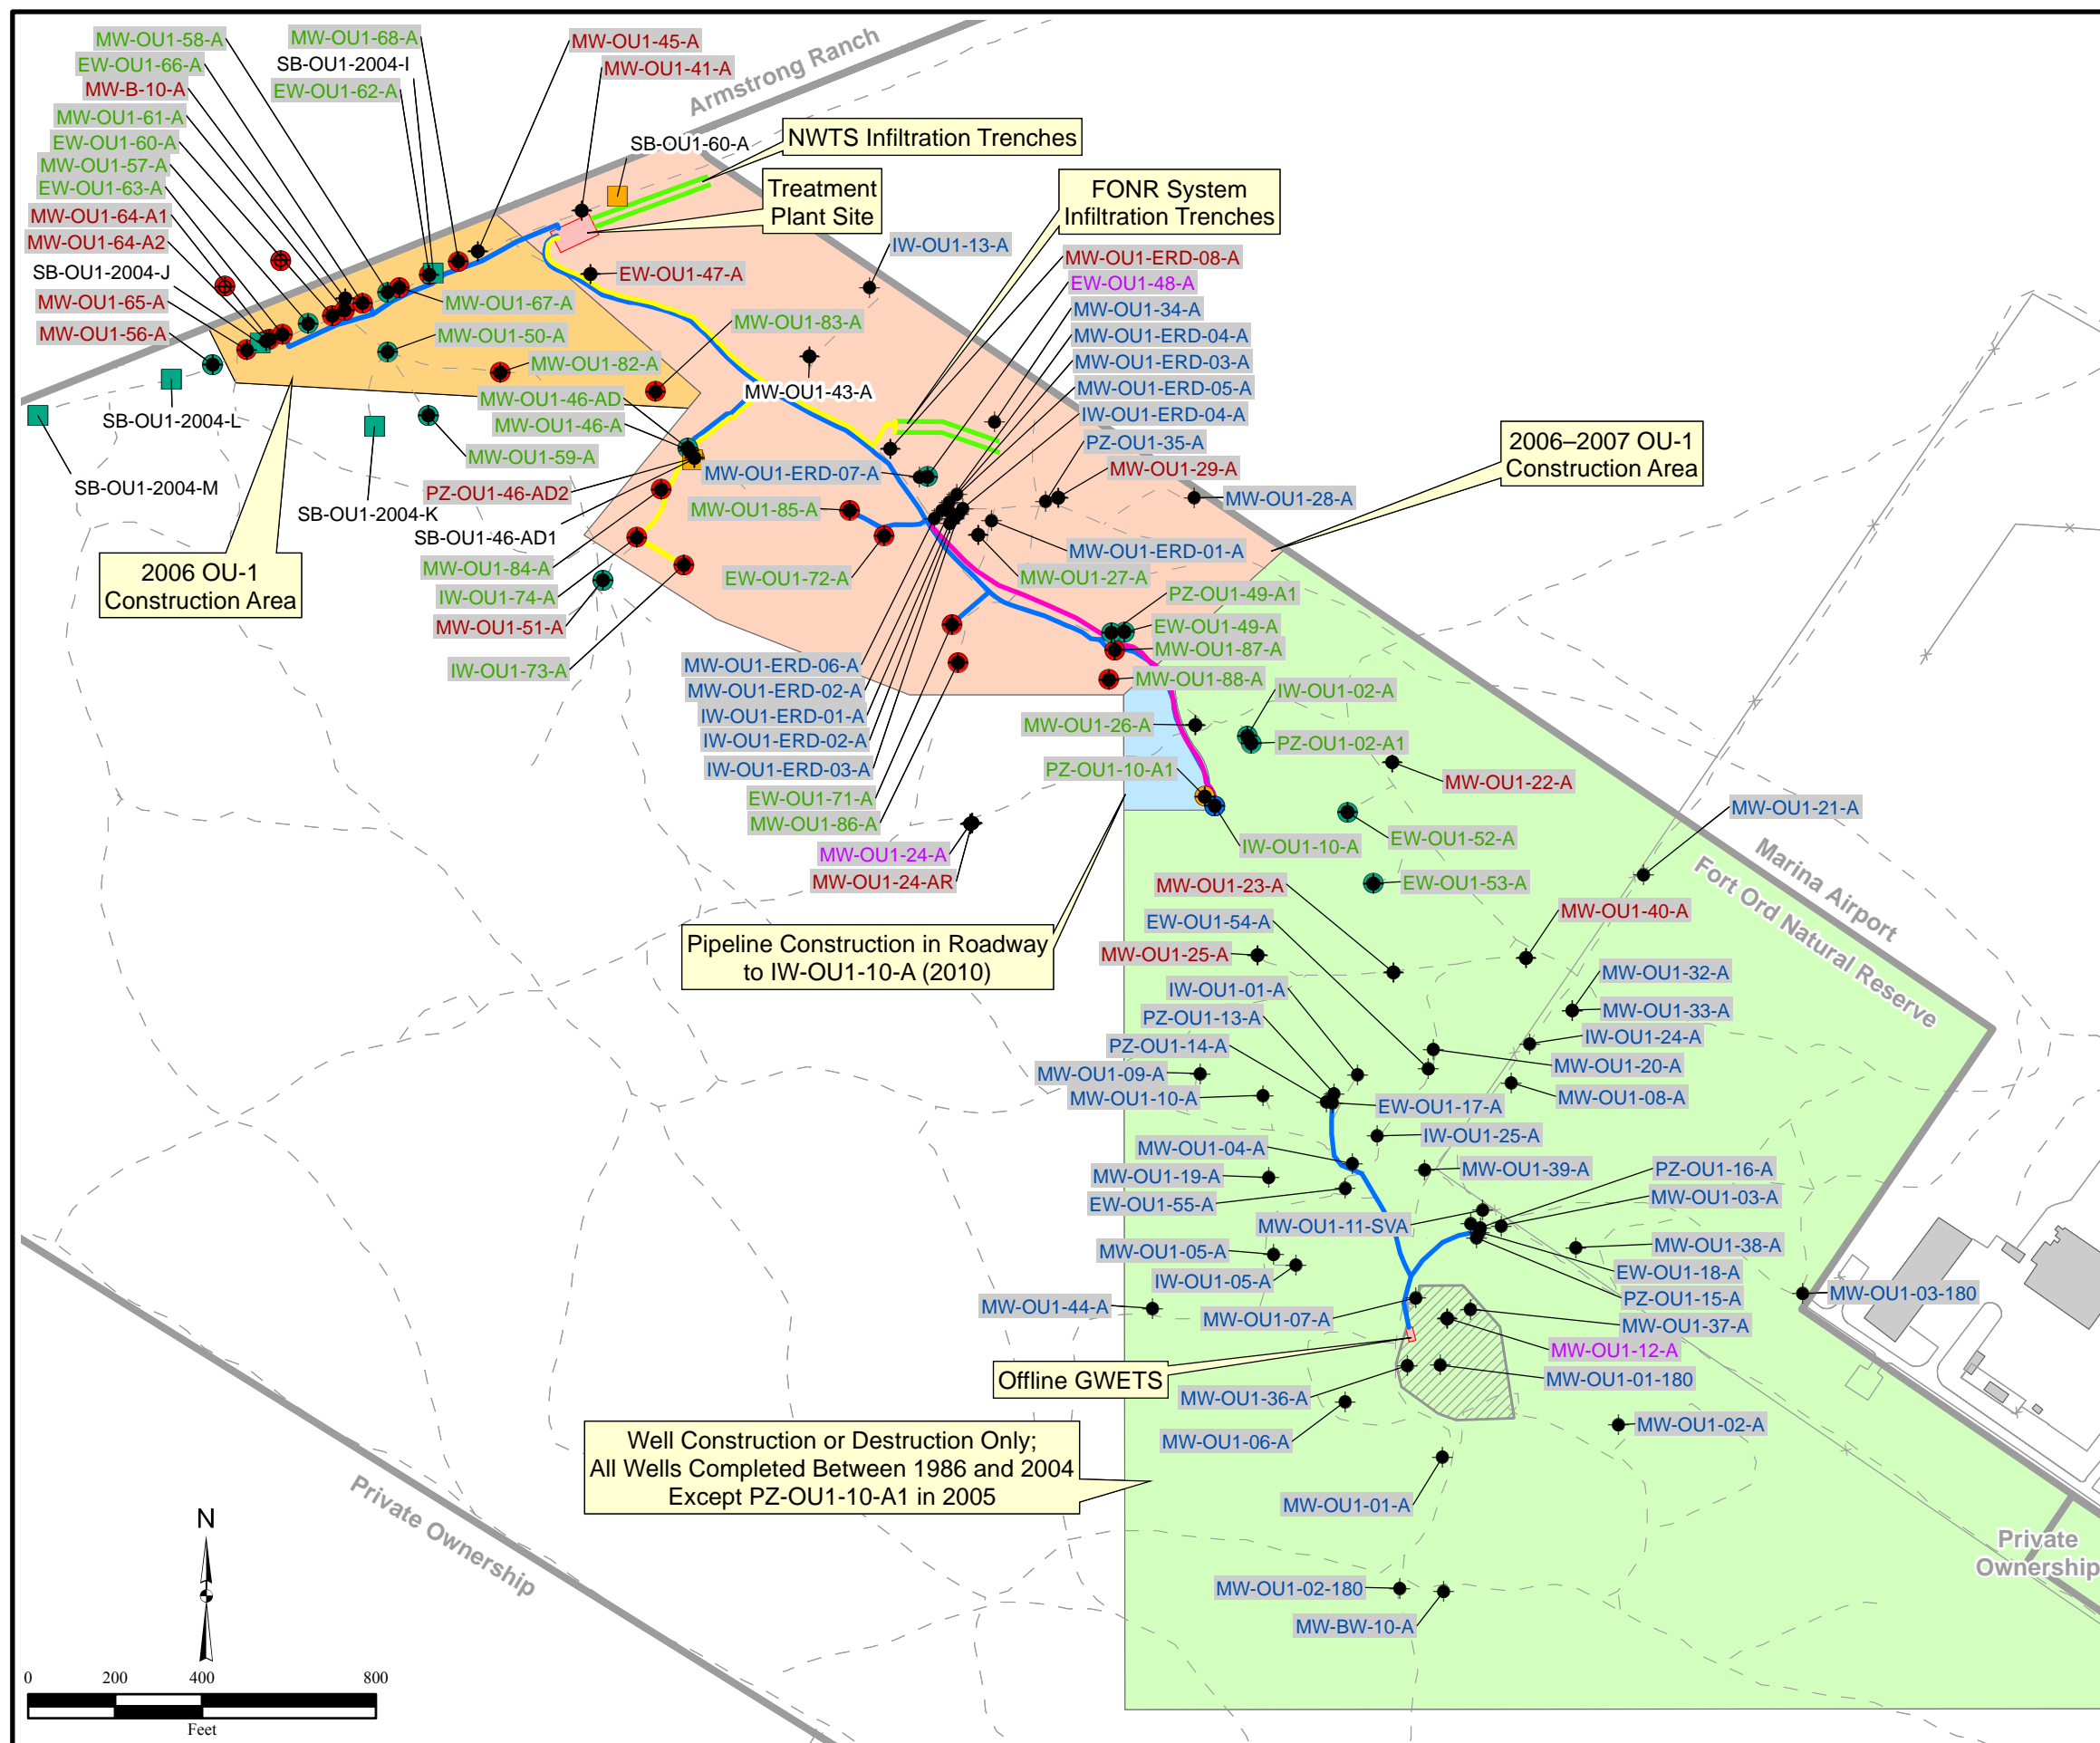 MW-OU1-58-A
EW-OU1-66-A
MW-B-10-A
MW-OU1-61-A
EW-OU1-60-A
MW-OU1-57-A
EW-OU1-63-A
MW-OU1-64-A1
MW-OU1-64-A2
SB-OU1-2004-J
MW-OU1-65-A
MW-OU1-56-A
MW-OU1-68-A
SB-OU1-2004-I
EW-OU1-62-A
MW-OU1-45-A
MW-OU1-41-A
Armstrong Ranch
SB-OU1-60-A
NWTS Infiltration Trenches
Treatment
Plant Site
FONR System
Infiltration Trenches
IW-OU1-13-A
EW-OU1-47-A
MW-OU1-67-A
MW-OU1-50-A
MW-OU1-83-A
MW-OU1-82-A
MW-OU1-43-A
MW-OU1-46-AD
MW-OU1-46-A
MW-OU1-59-A
SB-OU1-2004-L
SB-OU1-2004-M
SB-OU1-2004-K
PZ-OU1-46-AD2
SB-OU1-46-AD1
MW-OU1-84-A
IW-OU1-74-A
MW-OU1-51-A
IW-OU1-73-A
2006 OU-1
Construction Area
MW-OU1-ERD-08-A
EW-OU1-48-A
MW-OU1-34-A
MW-OU1-ERD-04-A
MW-OU1-ERD-03-A
MW-OU1-ERD-05-A
IW-OU1-ERD-04-A
PZ-OU1-35-A
MW-OU1-29-A
MW-OU1-28-A
2006–2007 OU-1
Construction Area
MW-OU1-ERD-07-A
MW-OU1-85-A
EW-OU1-72-A
MW-OU1-ERD-01-A
MW-OU1-27-A
PZ-OU1-49-A1
EW-OU1-49-A
MW-OU1-87-A
MW-OU1-88-A
MW-OU1-ERD-06-A
MW-OU1-ERD-02-A
IW-OU1-ERD-01-A
IW-OU1-ERD-02-A
IW-OU1-ERD-03-A
EW-OU1-71-A
MW-OU1-86-A
MW-OU1-24-A
MW-OU1-24-AR
IW-OU1-02-A
MW-OU1-26-A
PZ-OU1-02-A1
PZ-OU1-10-A1
MW-OU1-22-A
IW-OU1-10-A
EW-OU1-52-A
EW-OU1-53-A
MW-OU1-21-A
Marina Airport
Fort Ord Natural Reserve
Pipeline Construction in Roadway
to IW-OU1-10-A (2010)
MW-OU1-23-A
EW-OU1-54-A
MW-OU1-25-A
MW-OU1-40-A
IW-OU1-01-A
PZ-OU1-13-A
PZ-OU1-14-A
MW-OU1-09-A
MW-OU1-10-A
MW-OU1-32-A
MW-OU1-33-A
IW-OU1-24-A
MW-OU1-20-A
MW-OU1-08-A
EW-OU1-17-A
IW-OU1-25-A
MW-OU1-04-A
MW-OU1-19-A
EW-OU1-55-A
MW-OU1-39-A
PZ-OU1-16-A
MW-OU1-03-A
MW-OU1-11-SVA
MW-OU1-38-A
EW-OU1-18-A
PZ-OU1-15-A
MW-OU1-05-A
IW-OU1-05-A
MW-OU1-44-A
MW-OU1-07-A
MW-OU1-37-A
MW-OU1-03-180
MW-OU1-12-A
MW-OU1-01-180
Offline GWETS
MW-OU1-36-A
MW-OU1-06-A
MW-OU1-02-A
MW-OU1-01-A
Well Construction or Destruction Only;
All Wells Completed Between 1986 and 2004
Except PZ-OU1-10-A1 in 2005
MW-OU1-02-180
MW-BW-10-A
Private Ownership
Private
Ownership
N
0 200 400 800
Feet